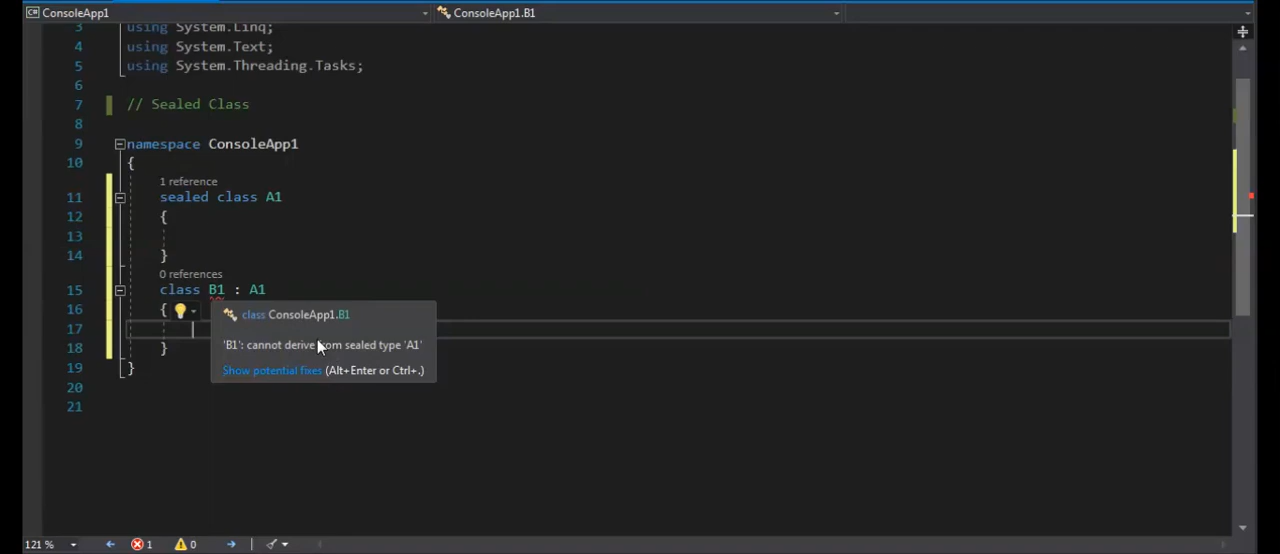 ConsoleApp1 ConsoleApp1.B1
3 using System.Linq;
4 using System.Text;
5 using System.Threading.Tasks;
6
7 // Sealed Class
8
9 namespace ConsoleApp1
10 {
1 reference
11 sealed class A1
12 {
13
14 }
0 references
15 class B1 : A1
16 {
class ConsoleApp1.B1
17
'B1': cannot derive from sealed type 'A1'
18 }
19 }
Show potential fixes (Alt+Enter or Ctrl+.)
20
21
121 % 1 0